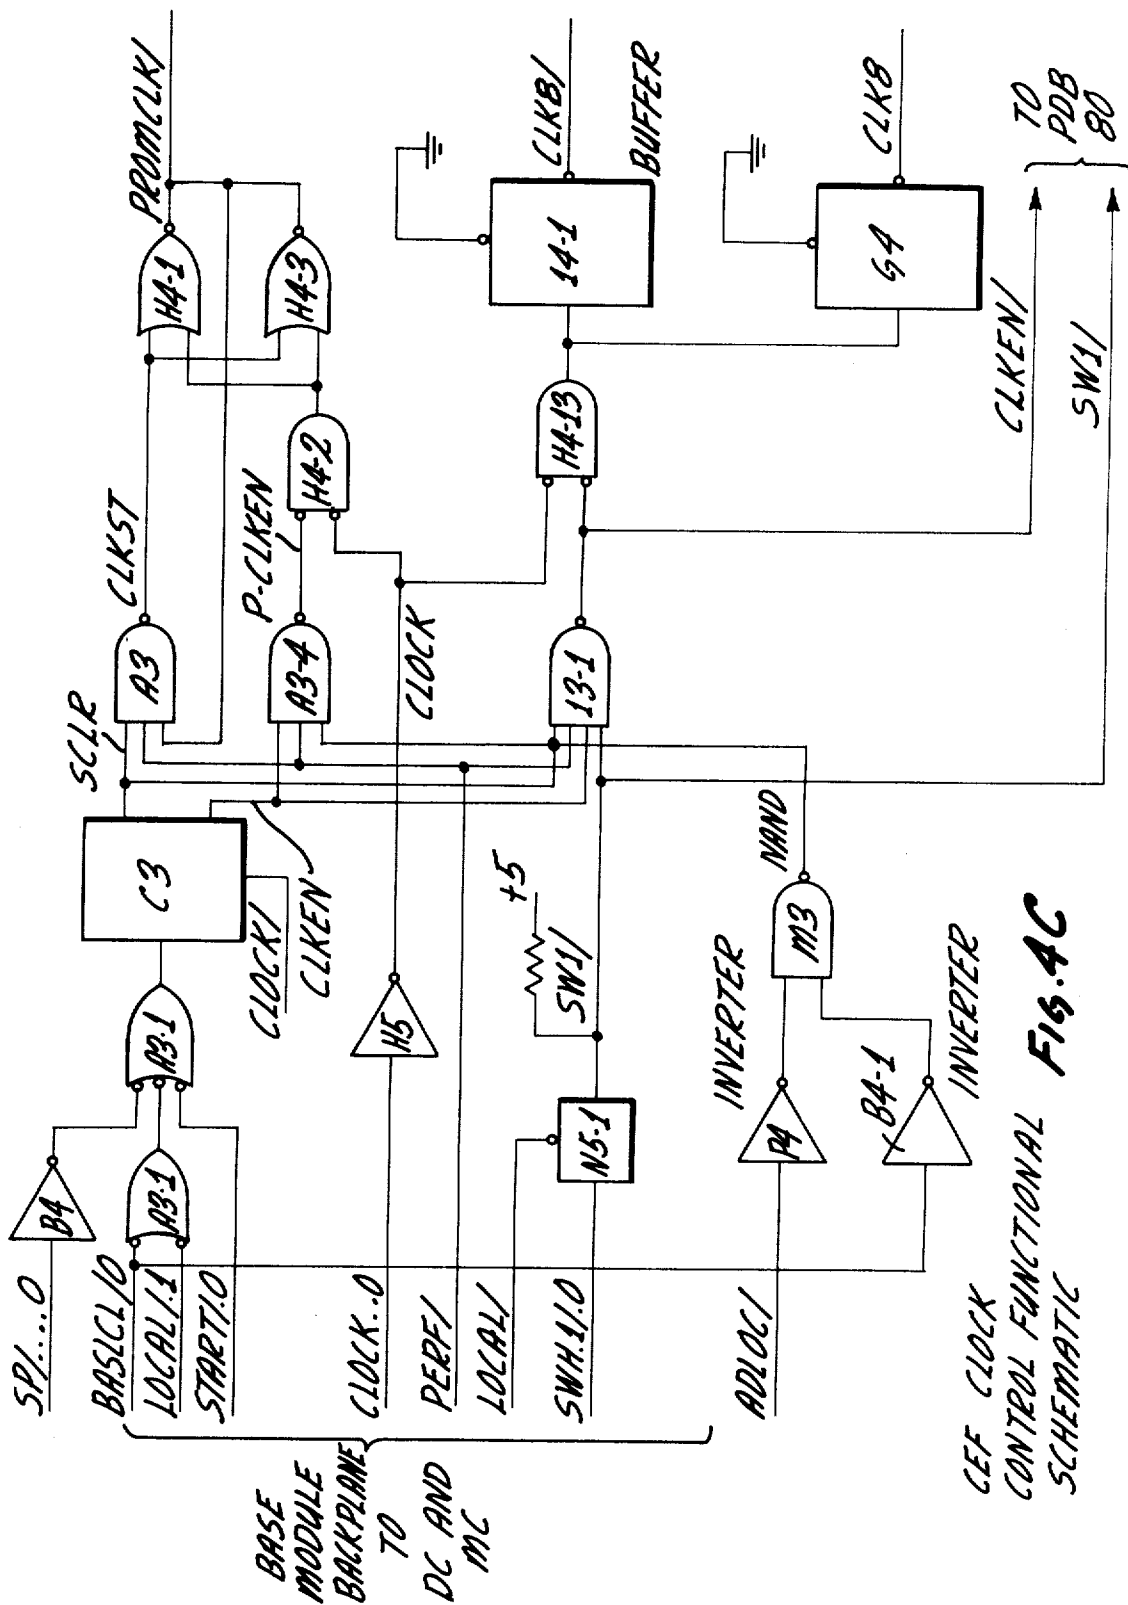 SP/....0
BASICL/0
LOCAL/.1
START/.0
CLOCK..0
PERF/
LOCAL/
SWH.1/.0
ADLOC/
BASE
MODULE
BACKPLANE
TO
DC AND
MC
B4
A3-1
A3-1
C3
CLOCK/
CLKEN
SCLR
A3
CLKST
A3-4
P-CLKEN
H4-2
H4-1
H4-3
PROMCLK/
H5
CLOCK
N5-1
SW1/
+5
13-1
H4-13
14-1
CLK8/
BUFFER
G4
CLK8
CLKEN/
SW1/
TO
PDB
80
P4
INVERTER
B4-1
INVERTER
M3
NAND
CEF CLOCK
CONTROL FUNCTIONAL
SCHEMATIC
FIG. 4C